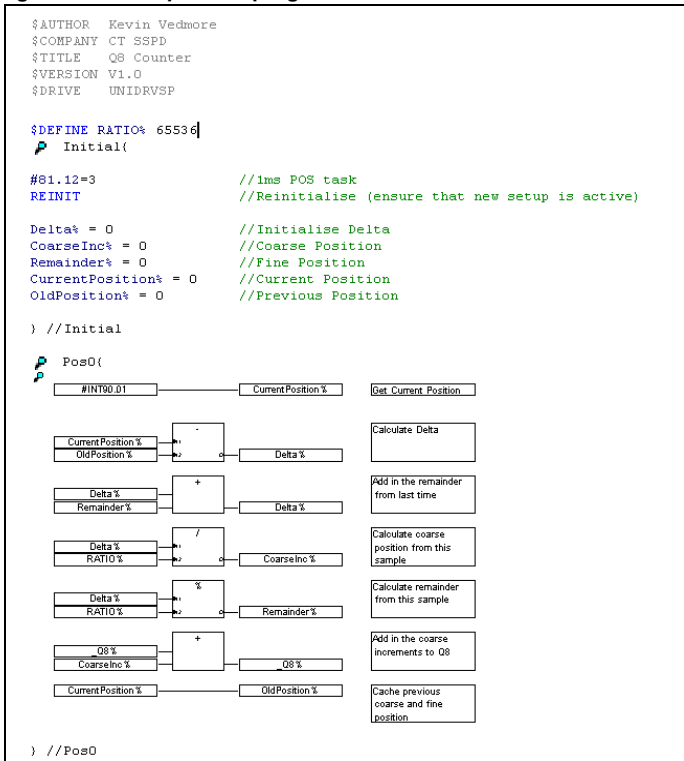 $AUTHOR Kevin Vedmore
$COMPANY CT SSPD
$TITLE Q8 Counter
$VERSION V1.0
$DRIVE UNIDRVSP
$DEFINE RATIO% 65536
Initial{
#81.12=3 //1ms POS task
REINIT //Reinitialise (ensure that new setup is active)
Delta% = 0 //Initialise Delta
CoarseInc% = 0 //Coarse Position
Remainder% = 0 //Fine Position
CurrentPosition% = 0 //Current Position
OldPosition% = 0 //Previous Position
} //Initial
Pos0{
#INT90.01 CurrentPosition% Get Current Position
- Calculate Delta
CurrentPosition%
OldPosition% Delta%
+ Add in the remainder
Delta% from last time
Remainder% Delta%
/ Calculate coarse
Delta% position from this
RATIO% CoarseInc% sample
% Calculate remainder
Delta% from this sample
RATIO% Remainder%
+ Add in the coarse
_Q8% increments to Q8
CoarseInc% _Q8%
CurrentPosition% OldPosition% Cache previous
coarse and fine
position
} //Pos0